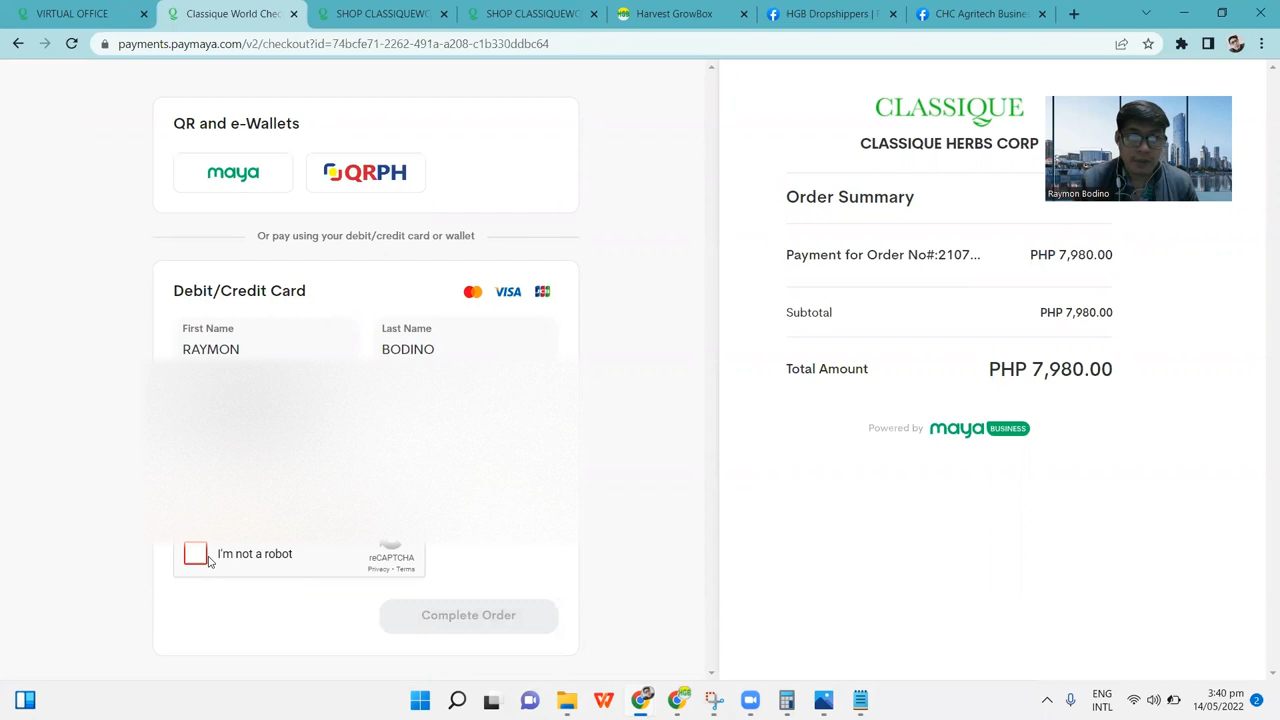 VIRTUAL OFFICE
Classique World Chec
SHOP CLASSIQUEWO
SHOP CLASSIQUEWO
Harvest GrowBox
HGB Dropshippers | F
CHC Agritech Busines
payments.paymaya.com/v2/checkout?id=74bcfe71-2262-491a-a208-c1b330ddbc64
QR and e-Wallets
maya
QRPH
Or pay using your debit/credit card or wallet
Debit/Credit Card
VISA
JCB
First Name
Last Name
RAYMON
BODINO
I'm not a robot
reCAPTCHA
Privacy • Terms
Complete Order
CLASSIQUE
CLASSIQUE HERBS CORP
Raymon Bodino
Order Summary
Payment for Order No#:2107...
PHP 7,980.00
Subtotal
PHP 7,980.00
Total Amount
PHP 7,980.00
Powered by maya BUSINESS
HGB
ENG
INTL
3:40 pm
14/05/2022
2